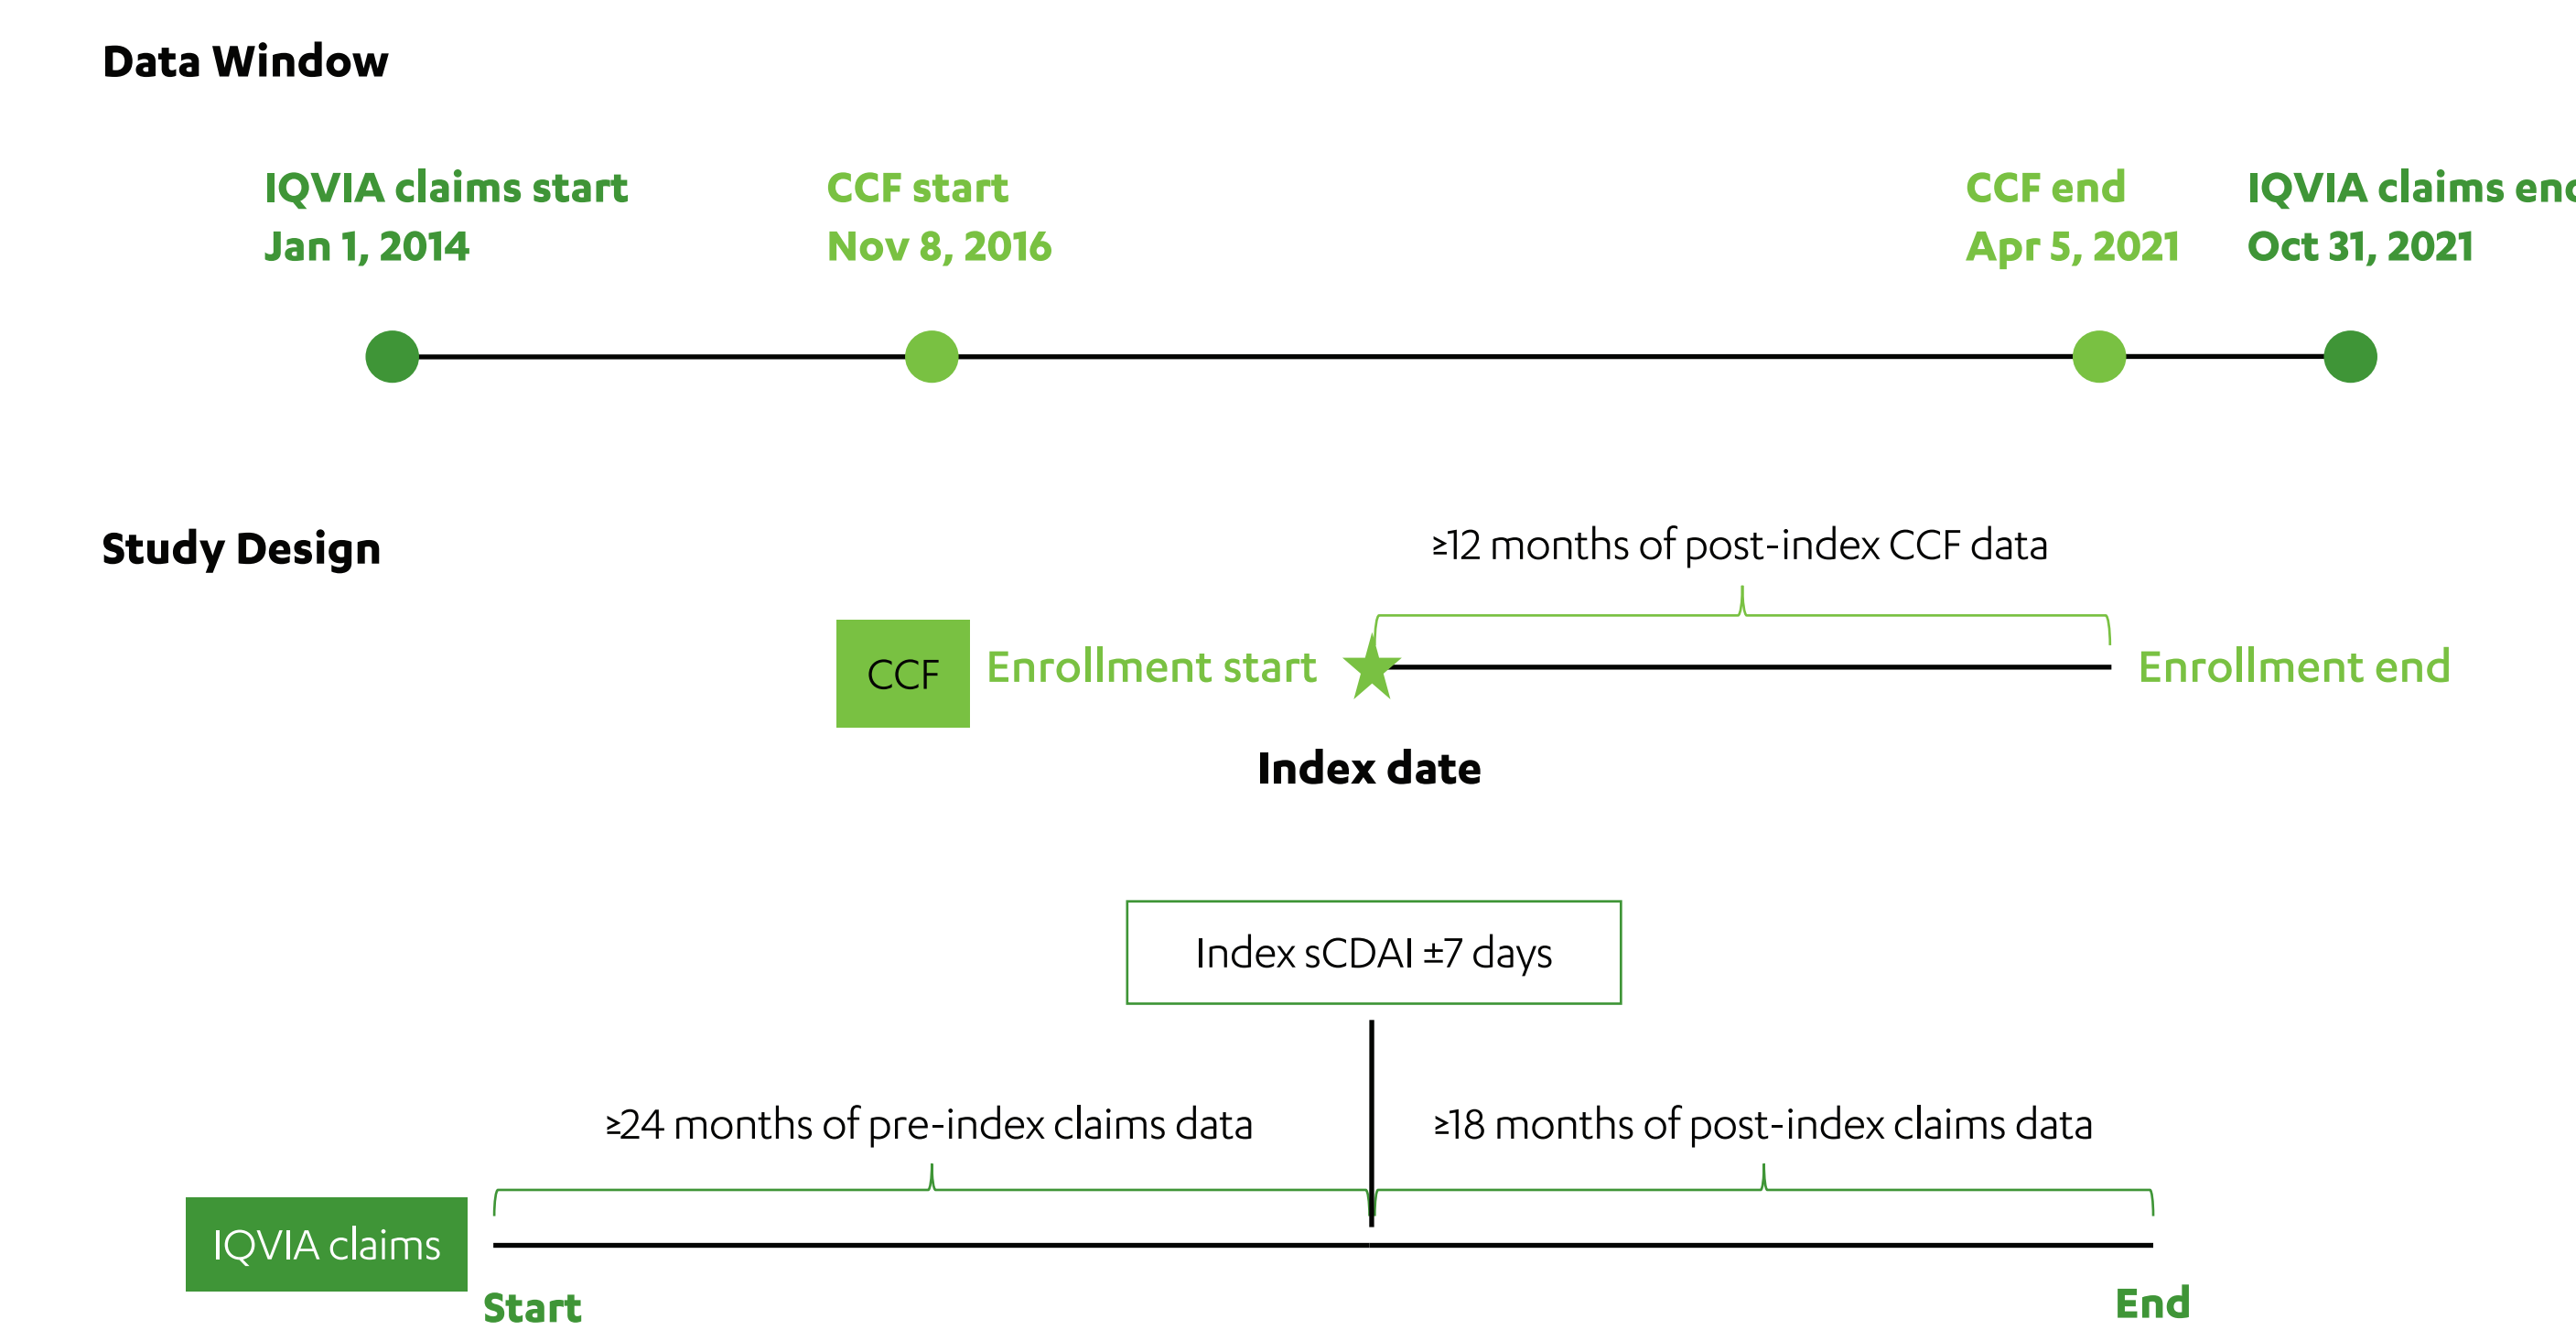 Data Window
IQVIA claims start
Jan 1, 2014
CCF start
Nov 8, 2016
CCF end
Apr 5, 2021
IQVIA claims
Oct 31, 2021
Study Design
≥12 months of post-index CCF data
CCF
Enrollment start
Enrollment end
Index date
Index sCDAI ±7 days
≥24 months of pre-index claims data
≥18 months of post-index claims data
IQVIA claims
Start
End